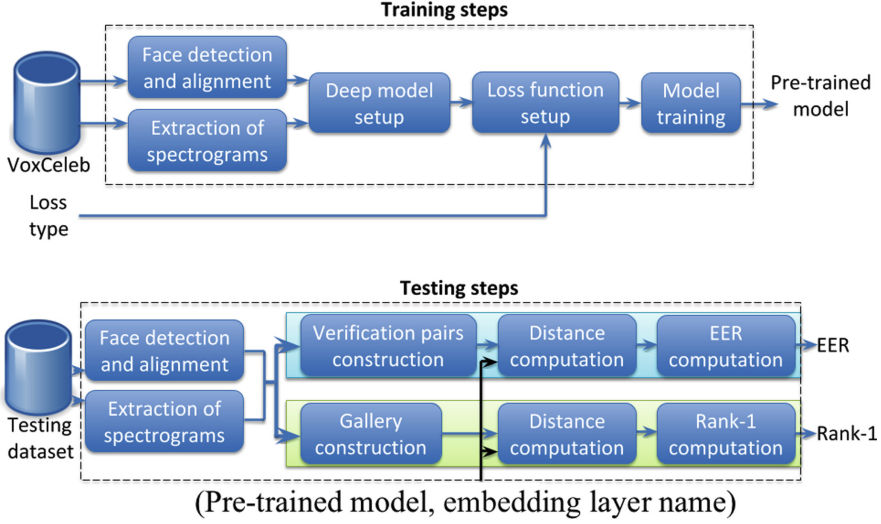 Training steps
Face detection
and alignment
Extraction of
spectrograms
Deep model
setup
Loss function
setup
Model
training
Pre-trained
model
VoxCeleb
Loss
type
Testing steps
Face detection
and alignment
Extraction of
spectrograms
Verification pairs
construction
Distance
computation
EER
computation
EER
Gallery
construction
Distance
computation
Rank-1
computation
Rank-1
Testing
dataset
(Pre-trained model, embedding layer name)